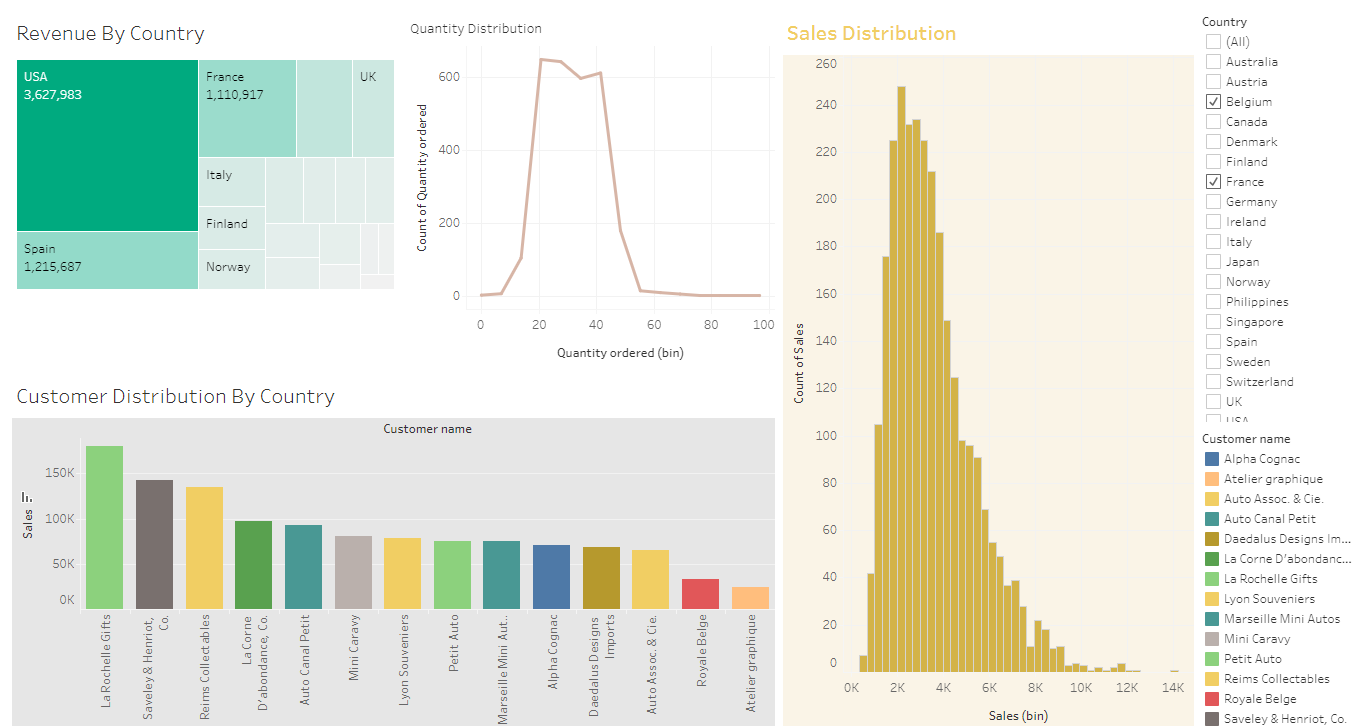 Revenue By Country
USA
3,627,983
France
1,110,917
UK
Italy
Finland
Norway
Spain
1,215,687
Quantity Distribution
Count of Quantity ordered
600
400
200
0
0 20 40 60 80 100
Quantity ordered (bin)
Customer Distribution By Country
Customer name
Sales
150K
100K
50K
0K
La Rochelle Gifts
Saveley & Henriot,
Co.
Reims Collectables
La Corne
D'abondance, Co.
Auto Canal Petit
Mini Caravy
Lyon Souveniers
Petit Auto
Marseille Mini Aut..
Alpha Cognac
Daedalus Designs
Imports
Auto Assoc. & Cie.
Royale Belge
Atelier graphique
Sales Distribution
Count of Sales
260
240
220
200
180
160
140
120
100
80
60
40
20
0
0K 2K 4K 6K 8K 10K 12K 14K
Sales (bin)
Country
(All)
Australia
Austria
Belgium
Canada
Denmark
Finland
France
Germany
Ireland
Italy
Japan
Norway
Philippines
Singapore
Spain
Sweden
Switzerland
UK
USA
Customer name
Alpha Cognac
Atelier graphique
Auto Assoc. & Cie.
Auto Canal Petit
Daedalus Designs Im...
La Corne D'abondanc...
La Rochelle Gifts
Lyon Souveniers
Marseille Mini Autos
Mini Caravy
Petit Auto
Reims Collectables
Royale Belge
Saveley & Henriot, Co.